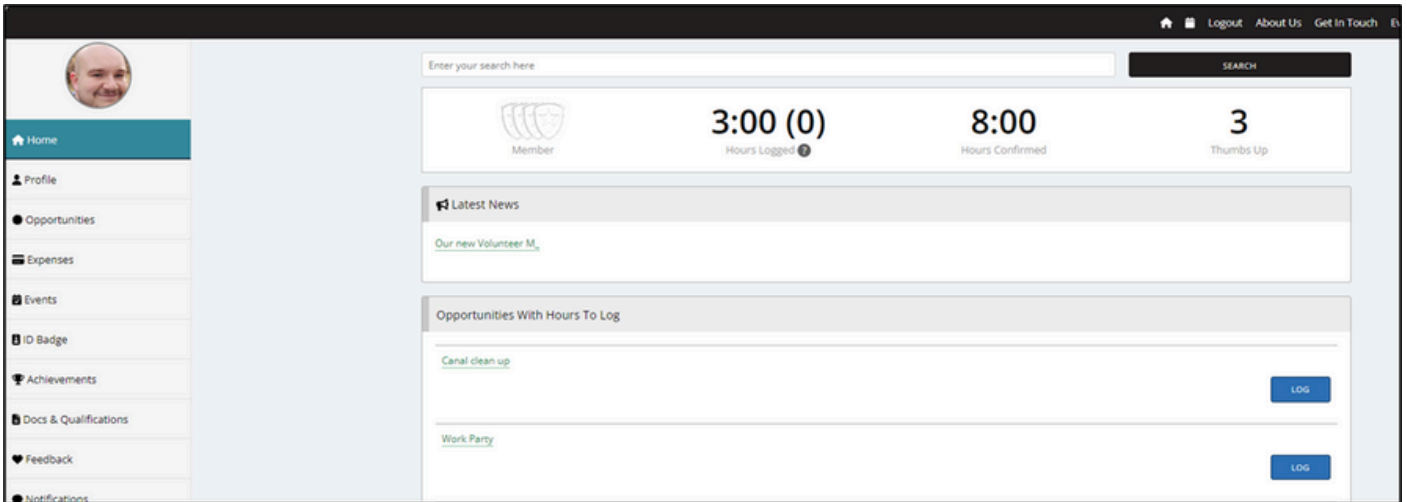 Logout About Us Get In Touch
Enter your search here
SEARCH
Home
Profile
Opportunities
Expenses
Events
ID Badge
Achievements
Docs & Qualifications
Feedback
Notifications
Member
3:00 (0)
Hours Logged ?
8:00
Hours Confirmed
3
Thumbs Up
Latest News
Our new Volunteer M...
Opportunities With Hours To Log
Canal clean up
LOG
Work Party
LOG